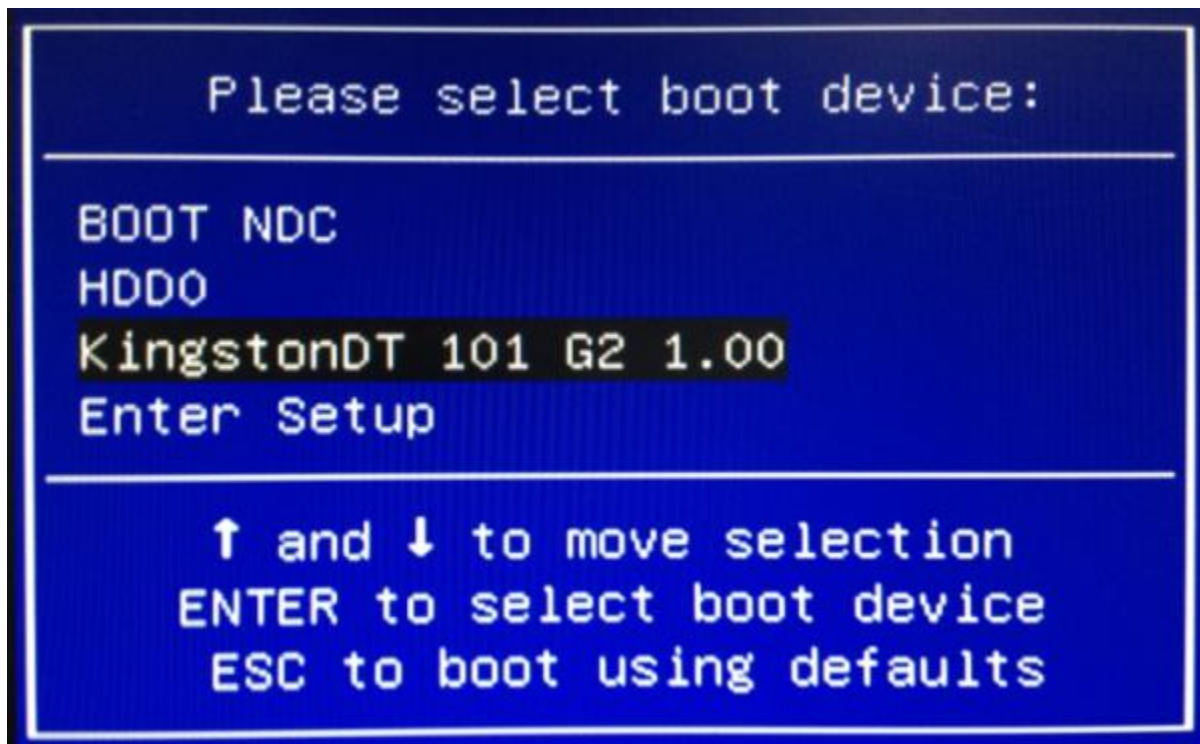 Please select boot device:
BOOT NDC
HDD0
KingstonDT 101 G2 1.00
Enter Setup
↑ and ↓ to move selection
ENTER to select boot device
ESC to boot using defaults